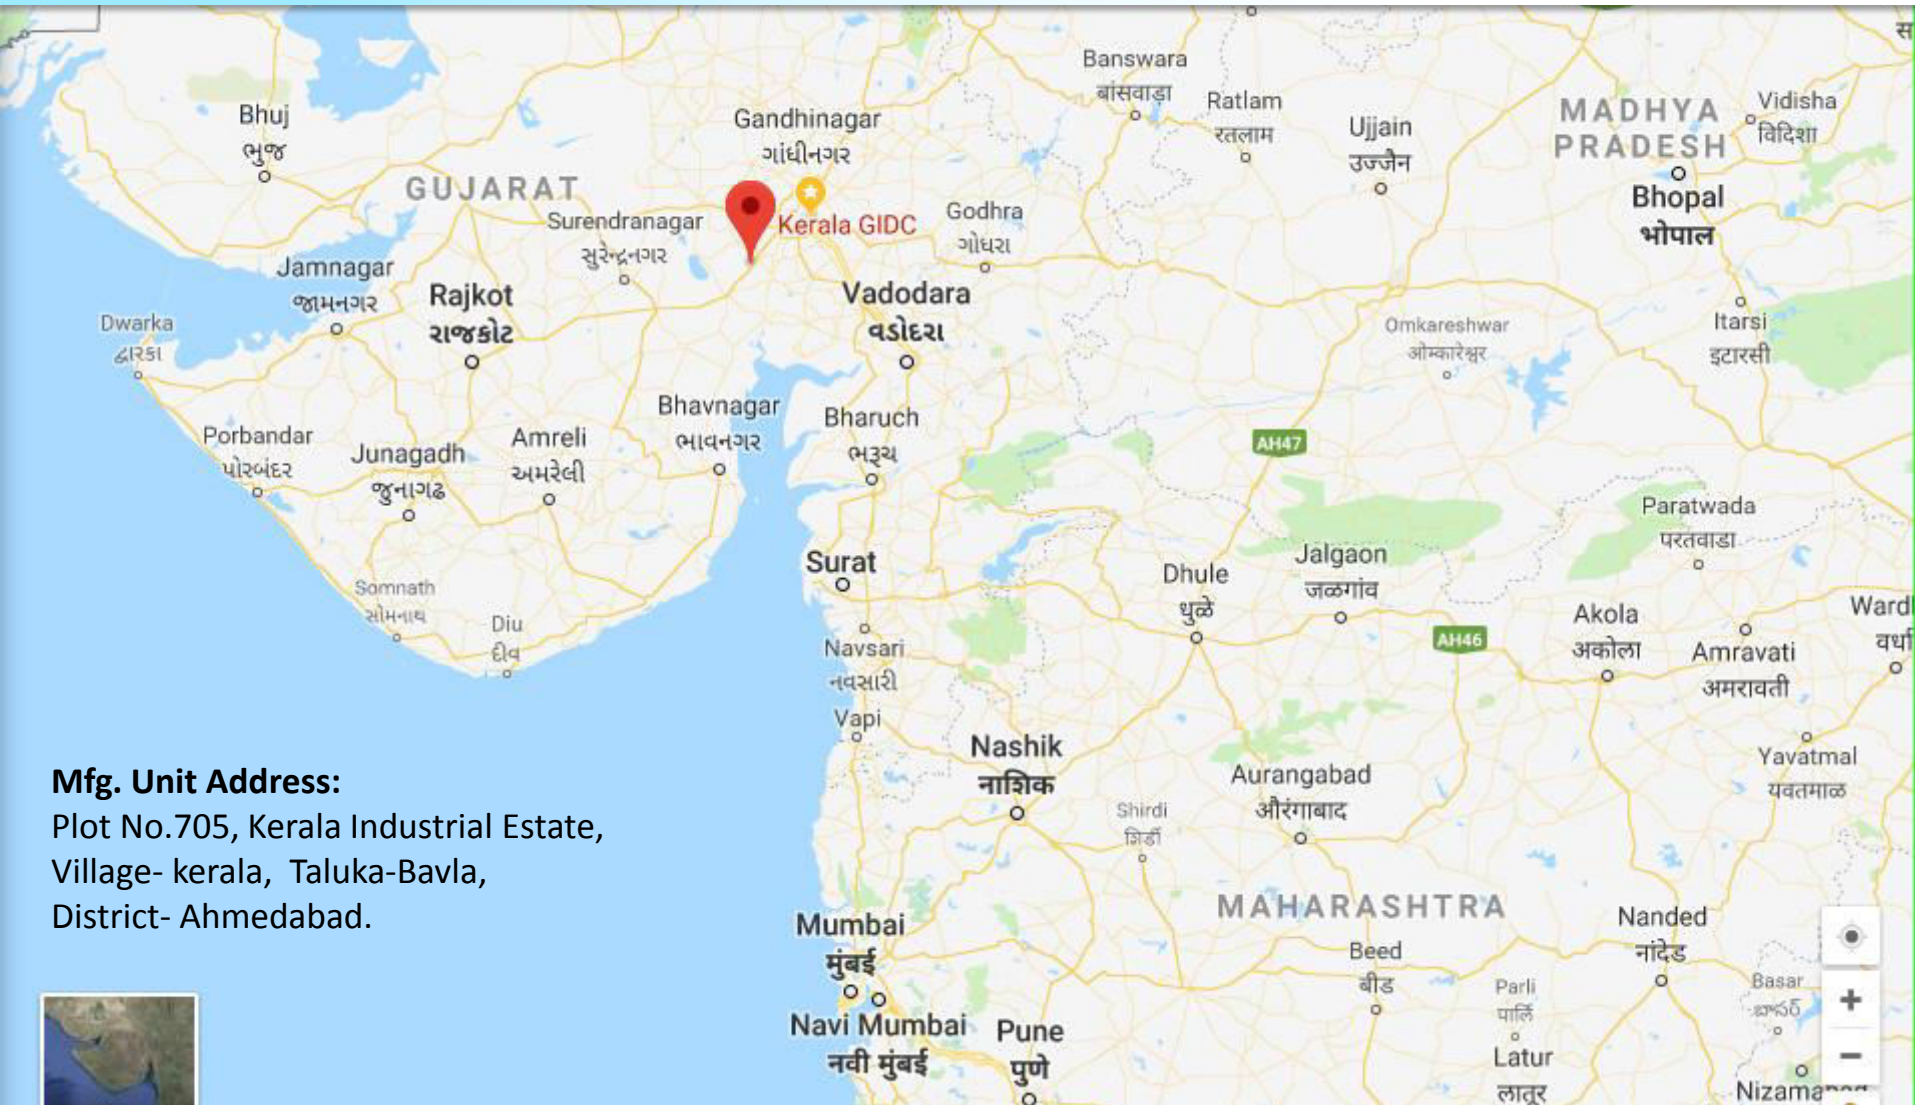 Banswara
बांसवाड़ा
Ratlam
रतलाम
Ujjain
उज्जैन
MADHYA
PRADESH
Vidisha
विदिशा
Bhopal
भोपाल
Bhuj
ભુજ
Gandhinagar
ગાંધીનગર
GUJARAT
Surendranagar
સુરેન્દ્રનગર
Kerala GIDC
Godhra
ગોધરા
Jamnagar
જામનગર
Rajkot
રાજકોટ
Vadodara
વડોદરા
Dwarka
દ્વારકા
Omkareshwar
ओम्कारेश्वर
Itarsi
इटारसी
Bhavnagar
ભાવનગર
Bharuch
ભરૂચ
Porbandar
પોરબંદર
Junagadh
જુનાગઢ
Amreli
અમરેલી
AH47
Paratwada
परतवाडा
Surat
Dhule
धुळे
Jalgaon
जळगांव
Somnath
સોમનાથ
Diu
દીવ
Akola
अकोला
AH46
Amravati
अमरावती
Ward
वर्धा
Navsari
નવસારી
Vapi
Nashik
नाशिक
Yavatmal
यवतमाळ
Aurangabad
औरंगाबाद
Shirdi
शिर्डी
Mfg. Unit Address:
Plot No.705, Kerala Industrial Estate,
Village- kerala, Taluka-Bavla,
District- Ahmedabad.
MAHARASHTRA
Mumbai
मुंबई
Nanded
नांदेड
Beed
बीड
Parli
पार्लि
Basar
బాసర్
Navi Mumbai
नवी मुंबई
Pune
पुणे
Latur
लातूर